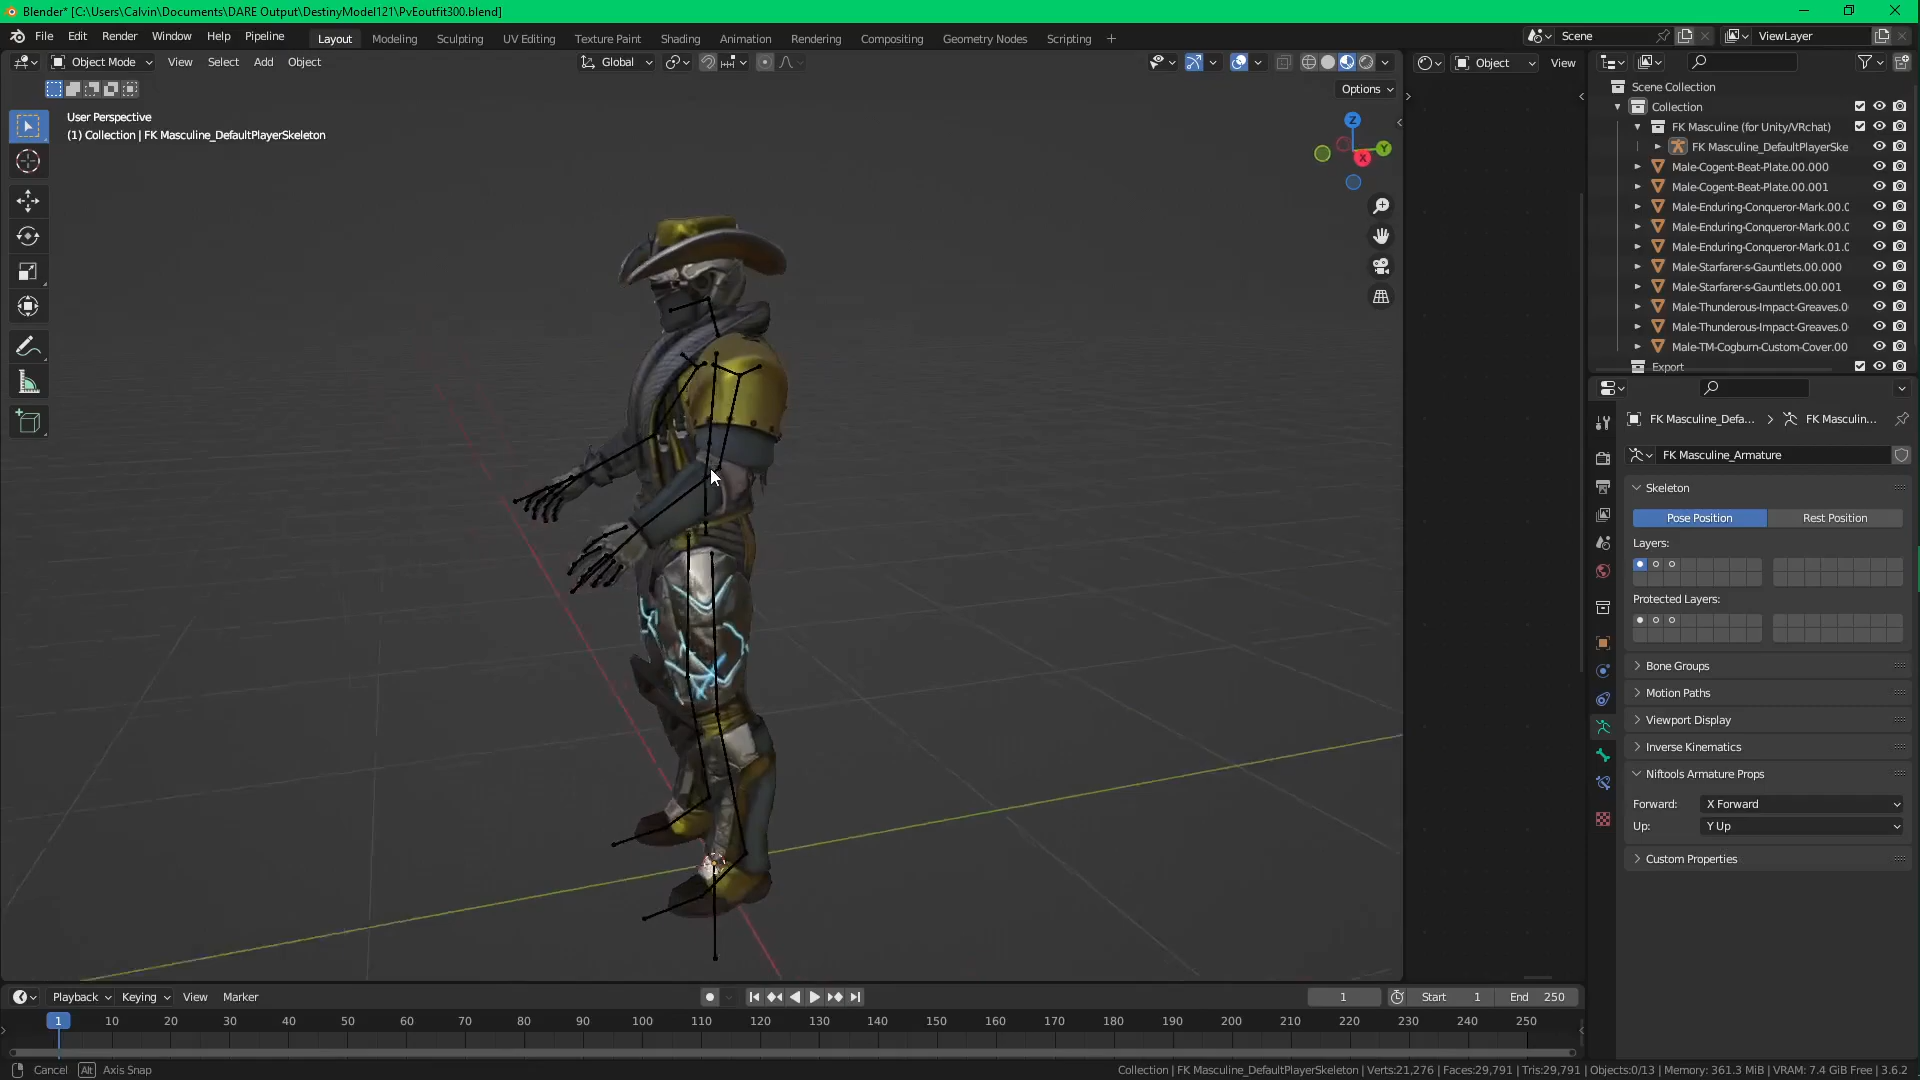 Blender* [C:\Users\Calvin\Documents\DARE Output\DestinyModel121\PvEoutfit300.blend]
File Edit Render Window Help Pipeline Layout Modeling Sculpting UV Editing Texture Paint Shading Animation Rendering Compositing Geometry Nodes Scripting + Scene ViewLayer
Object Mode View Select Add Object Global Object View
Options
User Perspective
(1) Collection | FK Masculine_DefaultPlayerSkeleton
Z
Y
X
Scene Collection
Collection
FK Masculine (for Unity/VRchat)
FK Masculine_DefaultPlayerSke
Male-Cogent-Beat-Plate.00.000
Male-Cogent-Beat-Plate.00.001
Male-Enduring-Conqueror-Mark.00.0
Male-Enduring-Conqueror-Mark.00.0
Male-Enduring-Conqueror-Mark.01.0
Male-Starfarer-s-Gauntlets.00.000
Male-Starfarer-s-Gauntlets.00.001
Male-Thunderous-Impact-Greaves.0
Male-Thunderous-Impact-Greaves.0
Male-TM-Cogburn-Custom-Cover.00
Export
FK Masculine_Defa... FK Masculin...
FK Masculine_Armature
Skeleton
Pose Position Rest Position
Layers:
Protected Layers:
Bone Groups
Motion Paths
Viewport Display
Inverse Kinematics
Niftools Armature Props
Forward: X Forward
Up: Y Up
Custom Properties
Playback Keying View Marker 1 Start 1 End 250
1 10 20 30 40 50 60 70 80 90 100 110 120 130 140 150 160 170 180 190 200 210 220 230 240 250
Cancel Alt Axis Snap Collection | FK Masculine_DefaultPlayerSkeleton | Verts:21,276 | Faces:29,791 | Tris:29,791 | Objects:0/13 | Memory: 361.3 MiB | VRAM: 7.4 GiB Free | 3.6.2